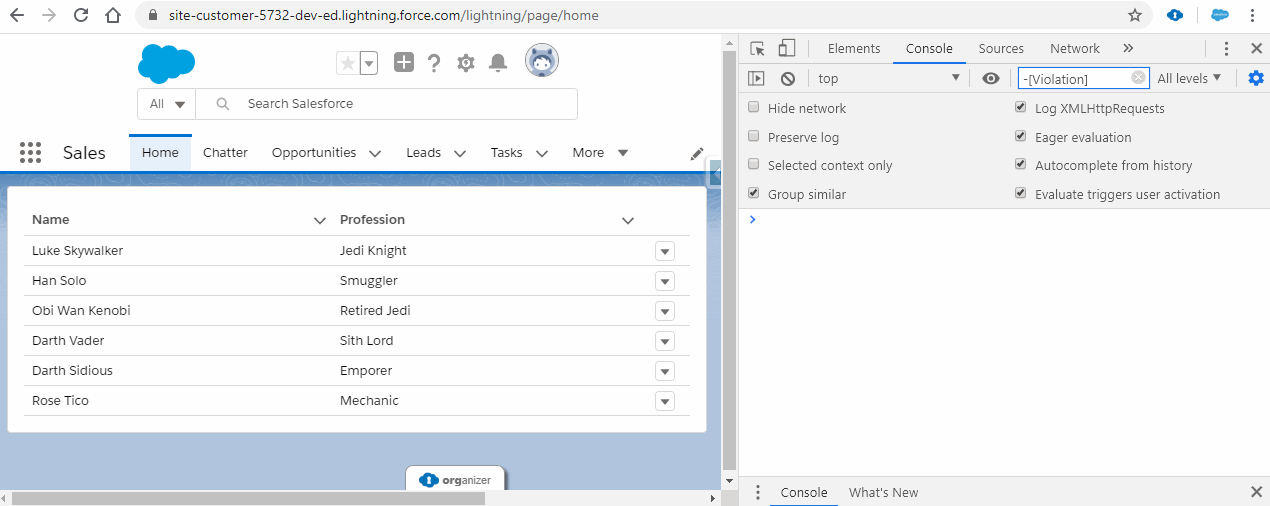 site-customer-5732-dev-ed.lightning.force.com/lightning/page/home
All Search Salesforce
Sales Home Chatter Opportunities Leads Tasks More
Name Profession
Luke Skywalker Jedi Knight
Han Solo Smuggler
Obi Wan Kenobi Retired Jedi
Darth Vader Sith Lord
Darth Sidious Emporer
Rose Tico Mechanic
organizer
Elements Console Sources Network »
top -[Violation] All levels
Hide network Log XMLHttpRequests
Preserve log Eager evaluation
Selected context only Autocomplete from history
Group similar Evaluate triggers user activation
Console What's New